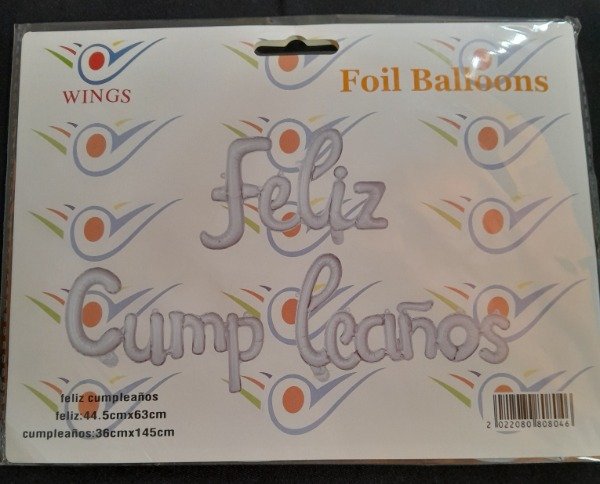 WINGS
Foil Balloons
feliz
Cumpleaños
feliz cumpleaños
feliz:44.5cmx63cm
cumpleaños:36cmx145cm
2 022080 808046